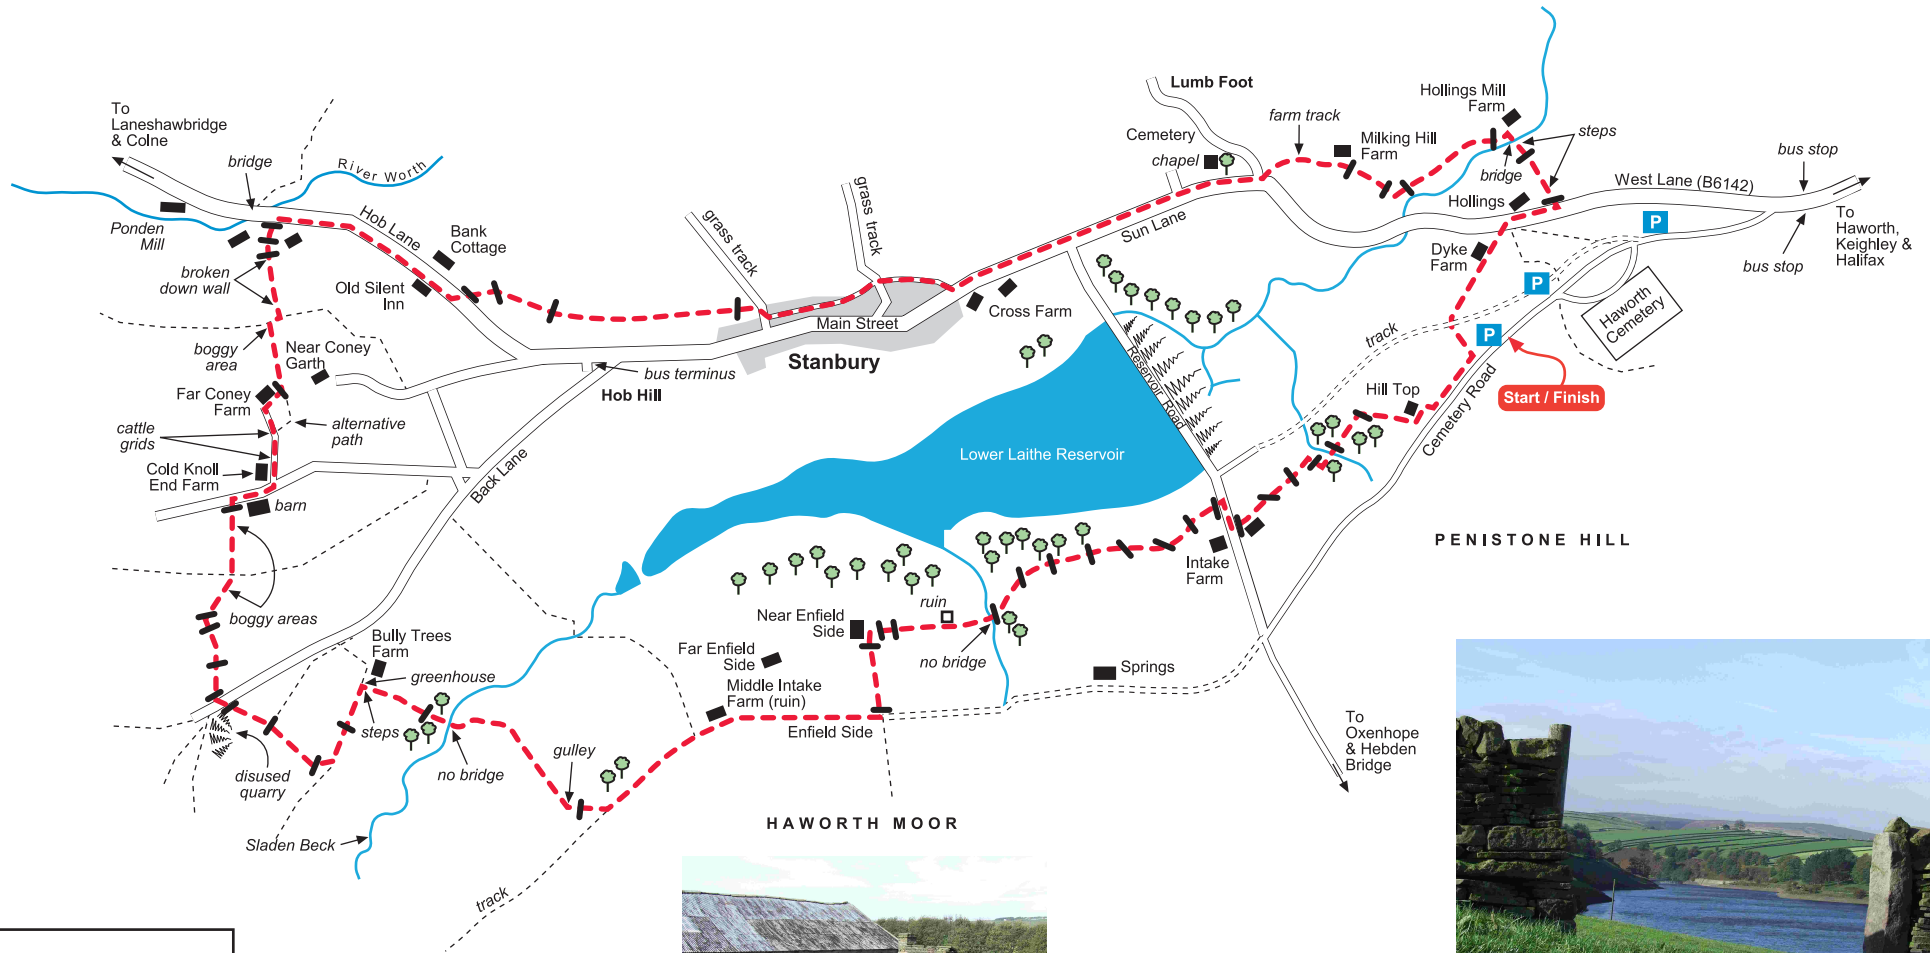 To
Laneshawbridge
& Colne
bridge
River Worth
Ponden
Mill
Hob Lane
Bank
Cottage
broken
down wall
Old Silent
Inn
boggy
area
Near Coney
Garth
Far Coney
Farm
cattle
grids
alternative
path
Cold Knoll
End Farm
barn
boggy areas
Back Lane
Bully Trees
Farm
greenhouse
steps
disused
quarry
Sladen Beck
no bridge
gulley
track
grass track
grass track
Main Street
Stanbury
bus terminus
Hob Hill
Cross Farm
Sun Lane
Lumb Foot
Cemetery
chapel
farm track
Milking Hill
Farm
Hollings Mill
Farm
steps
bridge
Hollings
West Lane (B6142)
bus stop
bus stop
To
Haworth,
Keighley &
Halifax
P
P
P
Dyke
Farm
Haworth
Cemetery
track
Start / Finish
Hill Top
Cemetery Road
Reservoir Road
Lower Laithe Reservoir
PENISTONE HILL
Intake
Farm
ruin
Near Enfield
Side
no bridge
Far Enfield
Side
Middle Intake
Farm (ruin)
Enfield Side
Springs
To
Oxenhope
& Hebden
Bridge
HAWORTH MOOR